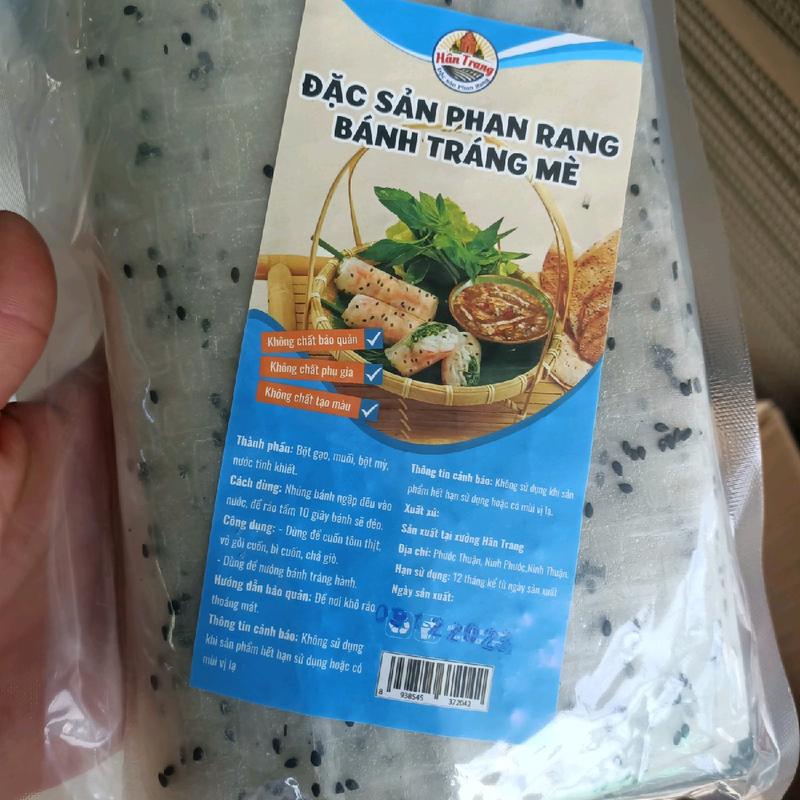 Hân Trang
Đặc sản Phan Rang
ĐẶC SẢN PHAN RANG
BÁNH TRÁNG MÈ
Không chất bảo quản
Không chất phụ gia
Không chất tạo màu
Thành phần: Bột gạo, muối, bột mỳ,
nước tinh khiết.
Cách dùng: Nhúng bánh ngập đều vào
nước, để ráo tầm 10 giây bánh sẽ dẻo.
Công dụng: - Dùng để cuốn tôm thịt,
vỏ gỏi cuốn, bì cuốn, chả giò.
- Dùng để nướng bánh tráng hành.
Hướng dẫn bảo quản: Để nơi khô ráo,
thoáng mát.
Thông tin cảnh báo: Không sử dụng
khi sản phẩm hết hạn sử dụng hoặc có
mùi vị lạ
Thông tin cảnh báo: Không sử dụng khi sản
phẩm hết hạn sử dụng hoặc có mùi vị lạ.
Xuất xứ:
Sản xuất tại xưởng Hân Trang
Địa chỉ: Phước Thuận, Ninh Phước,Ninh Thuận.
Hạn sử dụng: 12 tháng kể từ ngày sản xuất
Ngày sản xuất:
8 938545 372043